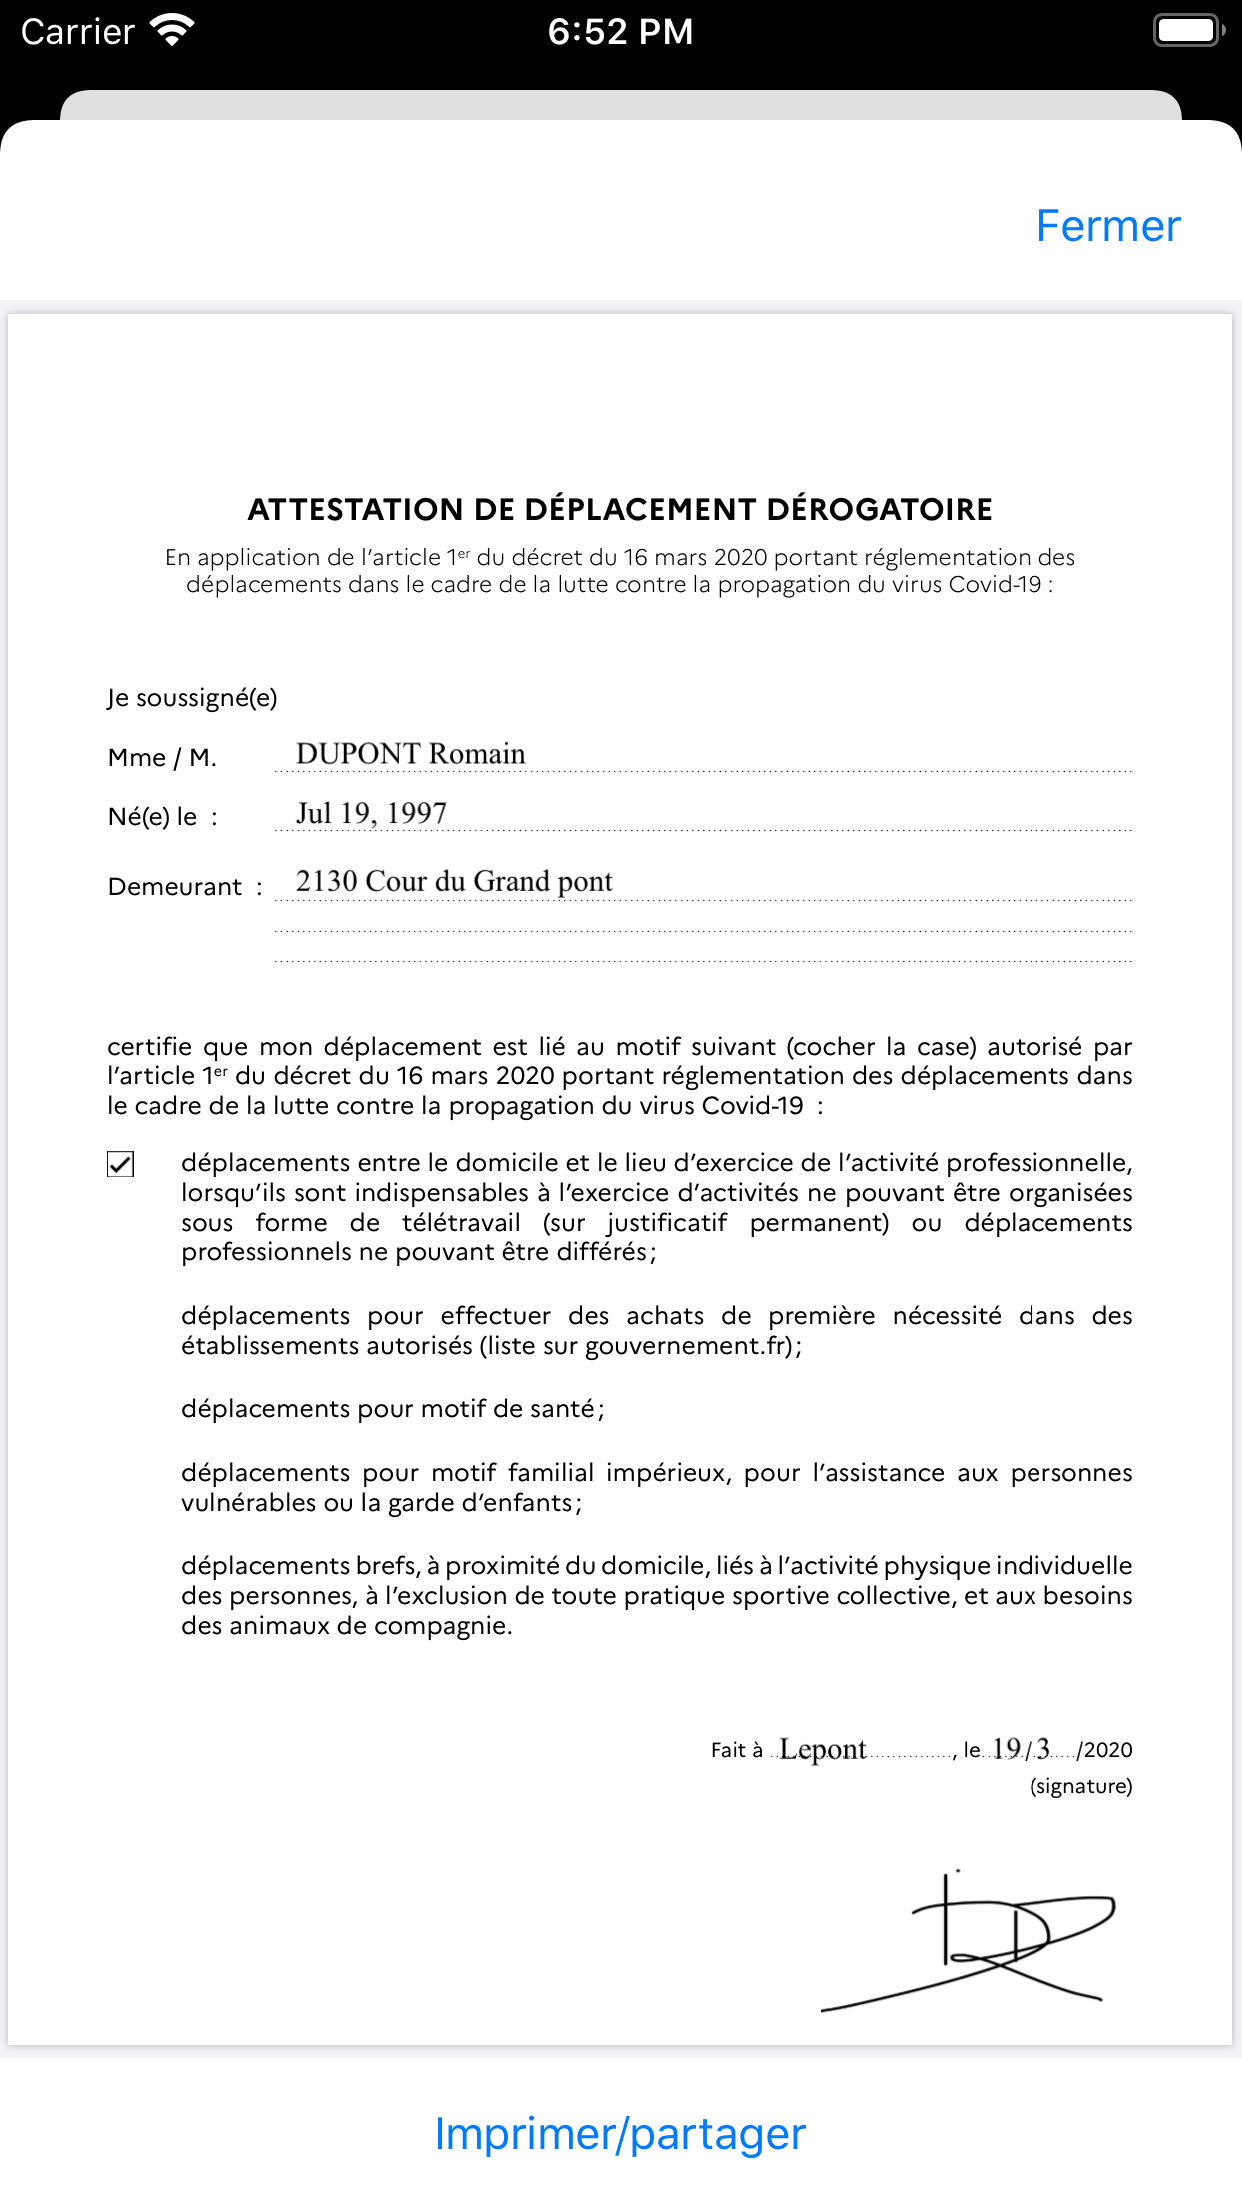 Carrier 6:52 PM
Fermer
ATTESTATION DE DÉPLACEMENT DÉROGATOIRE
En application de l’article 1er du décret du 16 mars 2020 portant réglementation des
déplacements dans le cadre de la lutte contre la propagation du virus Covid-19 :
Je soussigné(e)
Mme / M. DUPONT Romain
Né(e) le : Jul 19, 1997
Demeurant : 2130 Cour du Grand pont
certifie que mon déplacement est lié au motif suivant (cocher la case) autorisé par
l’article 1er du décret du 16 mars 2020 portant réglementation des déplacements dans
le cadre de la lutte contre la propagation du virus Covid-19 :
déplacements entre le domicile et le lieu d’exercice de l’activité professionnelle,
lorsqu’ils sont indispensables à l’exercice d’activités ne pouvant être organisées
sous forme de télétravail (sur justificatif permanent) ou déplacements
professionnels ne pouvant être différés ;
déplacements pour effectuer des achats de première nécessité dans des
établissements autorisés (liste sur gouvernement.fr) ;
déplacements pour motif de santé ;
déplacements pour motif familial impérieux, pour l’assistance aux personnes
vulnérables ou la garde d’enfants ;
déplacements brefs, à proximité du domicile, liés à l’activité physique individuelle
des personnes, à l’exclusion de toute pratique sportive collective, et aux besoins
des animaux de compagnie.
Fait à Lepont, le 19/3/2020
(signature)
Imprimer/partager